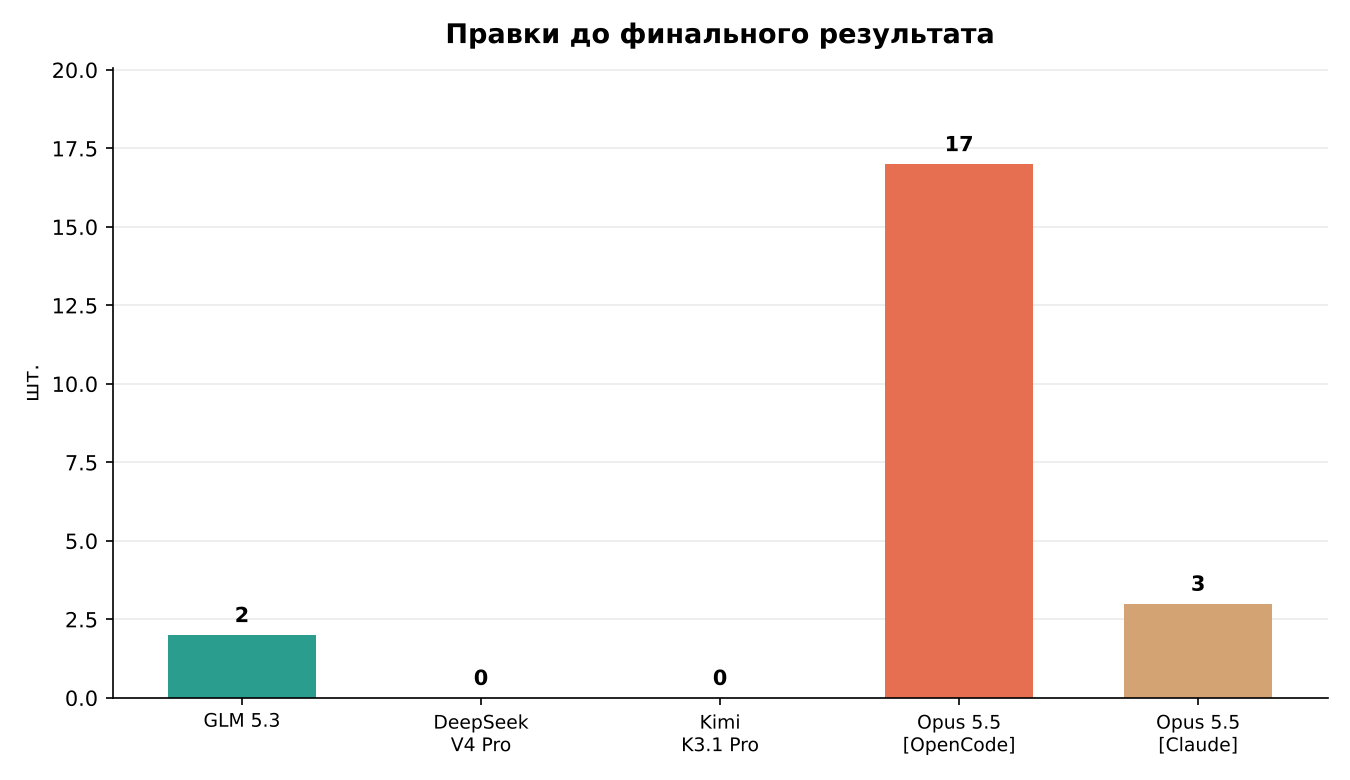 Правки до финального результата
20.0
17.5
15.0
12.5
10.0
7.5
5.0
2.5
0.0
шт.
2
0
0
17
3
GLM 5.3
DeepSeek
V4 Pro
Kimi
K3.1 Pro
Opus 5.5
[OpenCode]
Opus 5.5
[Claude]